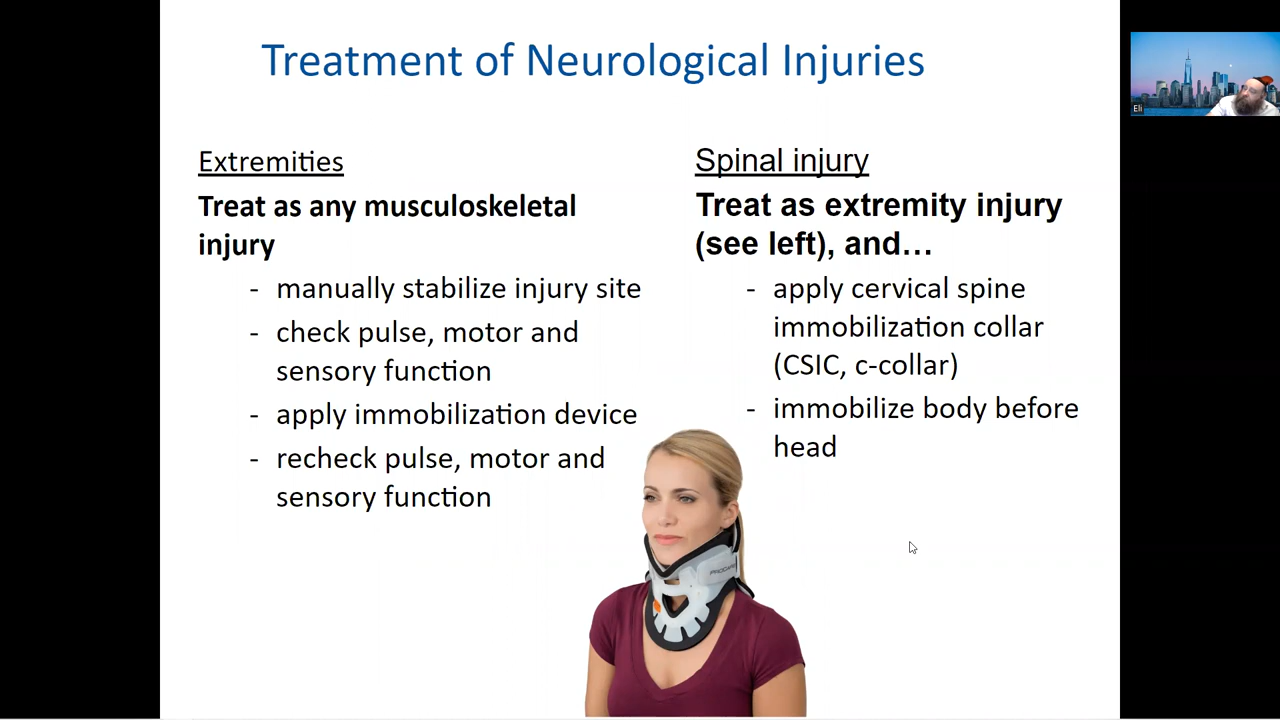 Treatment of Neurological Injuries
Extremities
Treat as any musculoskeletal
injury
- manually stabilize injury site
- check pulse, motor and
sensory function
- apply immobilization device
- recheck pulse, motor and
sensory function
Spinal injury
Treat as extremity injury
(see left), and…
- apply cervical spine
immobilization collar
(CSIC, c-collar)
- immobilize body before
head
Eli